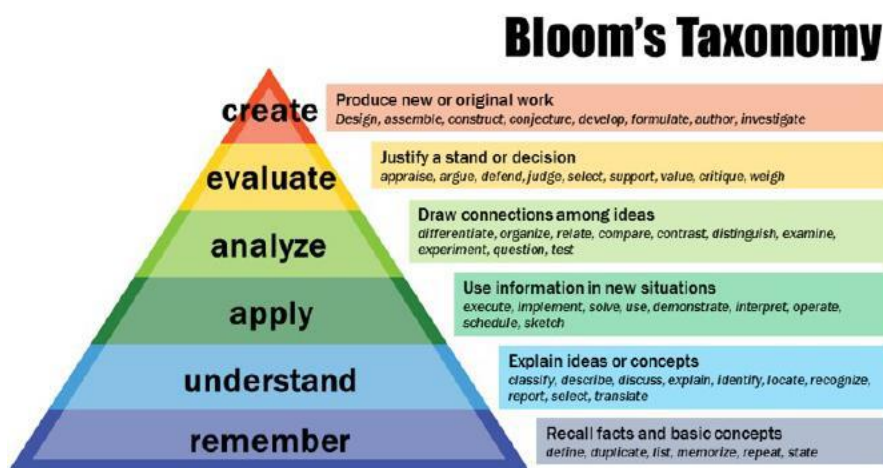 Bloom's Taxonomy
create
Produce new or original work
Design, assemble, construct, conjecture, develop, formulate, author, investigate
evaluate
Justify a stand or decision
appraise, argue, defend, judge, select, support, value, critique, weigh
analyze
Draw connections among ideas
differentiate, organize, relate, compare, contrast, distinguish, examine,
experiment, question, test
apply
Use information in new situations
execute, implement, solve, use, demonstrate, interpret, operate,
schedule, sketch
understand
Explain ideas or concepts
classify, describe, discuss, explain, identify, locate, recognize,
report, select, translate
remember
Recall facts and basic concepts
define, duplicate, list, memorize, repeat, state